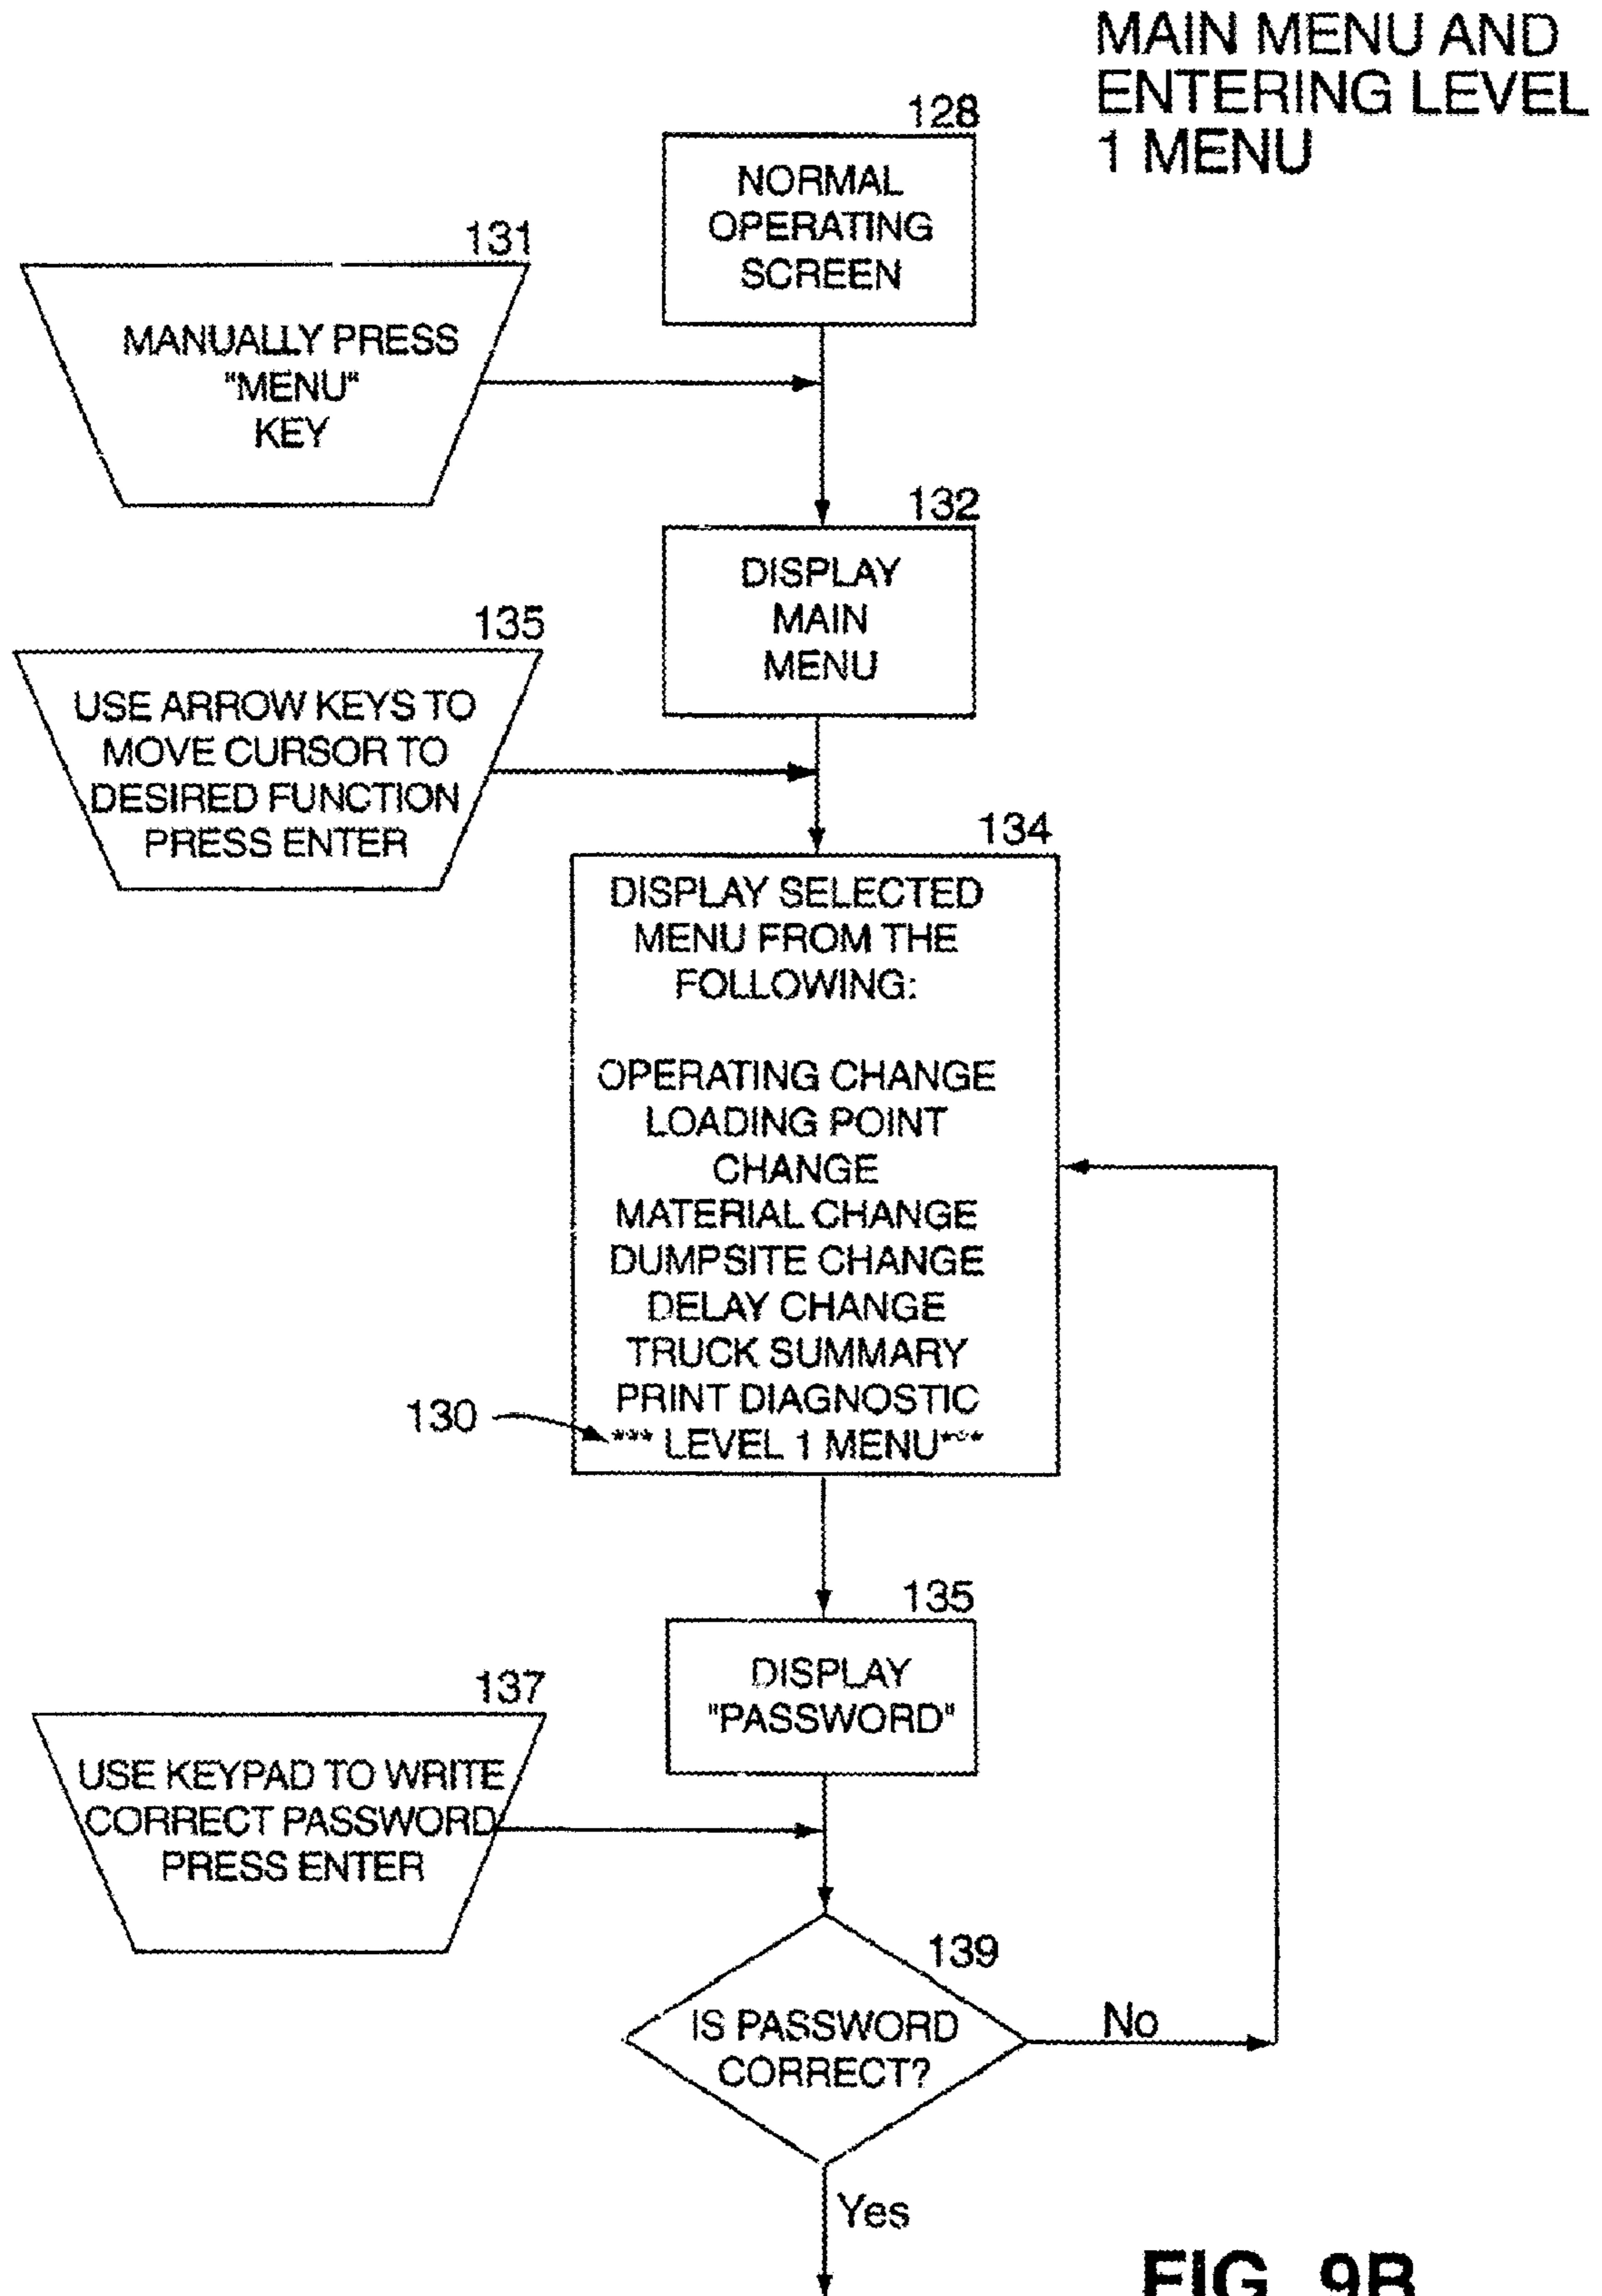 MAIN MENU AND
ENTERING LEVEL
1 MENU
128
NORMAL
OPERATING
SCREEN
131
MANUALLY PRESS
"MENU"
KEY
132
DISPLAY
MAIN
MENU
135
USE ARROW KEYS TO
MOVE CURSOR TO
DESIRED FUNCTION
PRESS ENTER
134
DISPLAY SELECTED
MENU FROM THE
FOLLOWING:
OPERATING CHANGE
LOADING POINT
CHANGE
MATERIAL CHANGE
DUMPSITE CHANGE
DELAY CHANGE
TRUCK SUMMARY
PRINT DIAGNOSTIC
130
*** LEVEL 1 MENU***
135
DISPLAY
"PASSWORD"
137
USE KEYPAD TO WRITE
CORRECT PASSWORD
PRESS ENTER
139
IS PASSWORD
CORRECT?
No
Yes
FIG. 9B